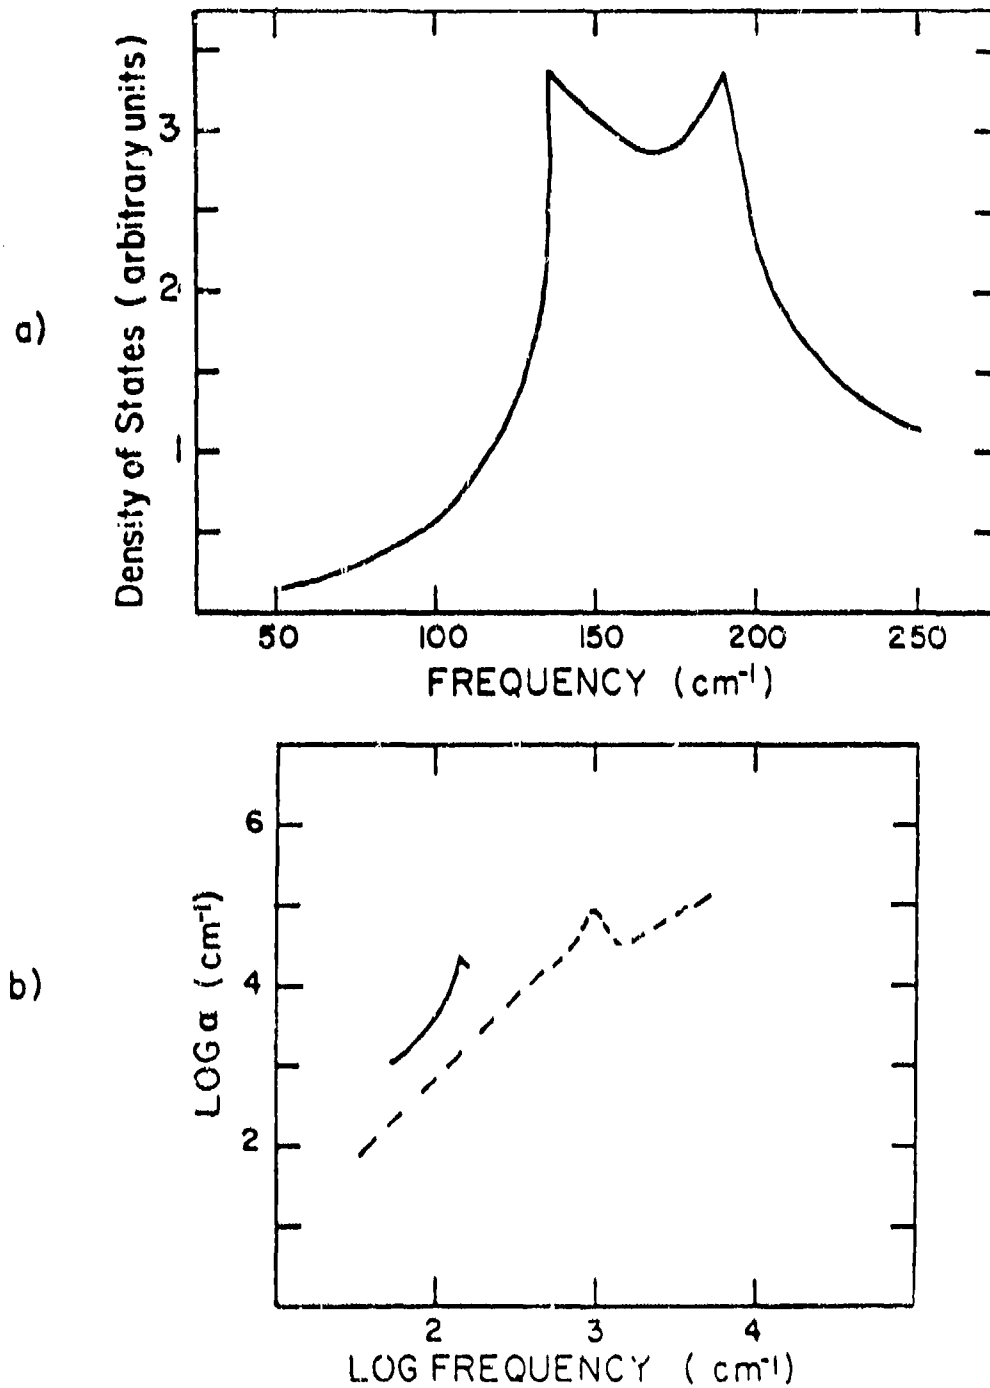 a)
Density of States (arbitrary units)
3
2
1
50 100 150 200 250
FREQUENCY (cm⁻¹)
b)
LOG α (cm⁻¹)
6
4
2
2 3 4
LOG FREQUENCY (cm⁻¹)